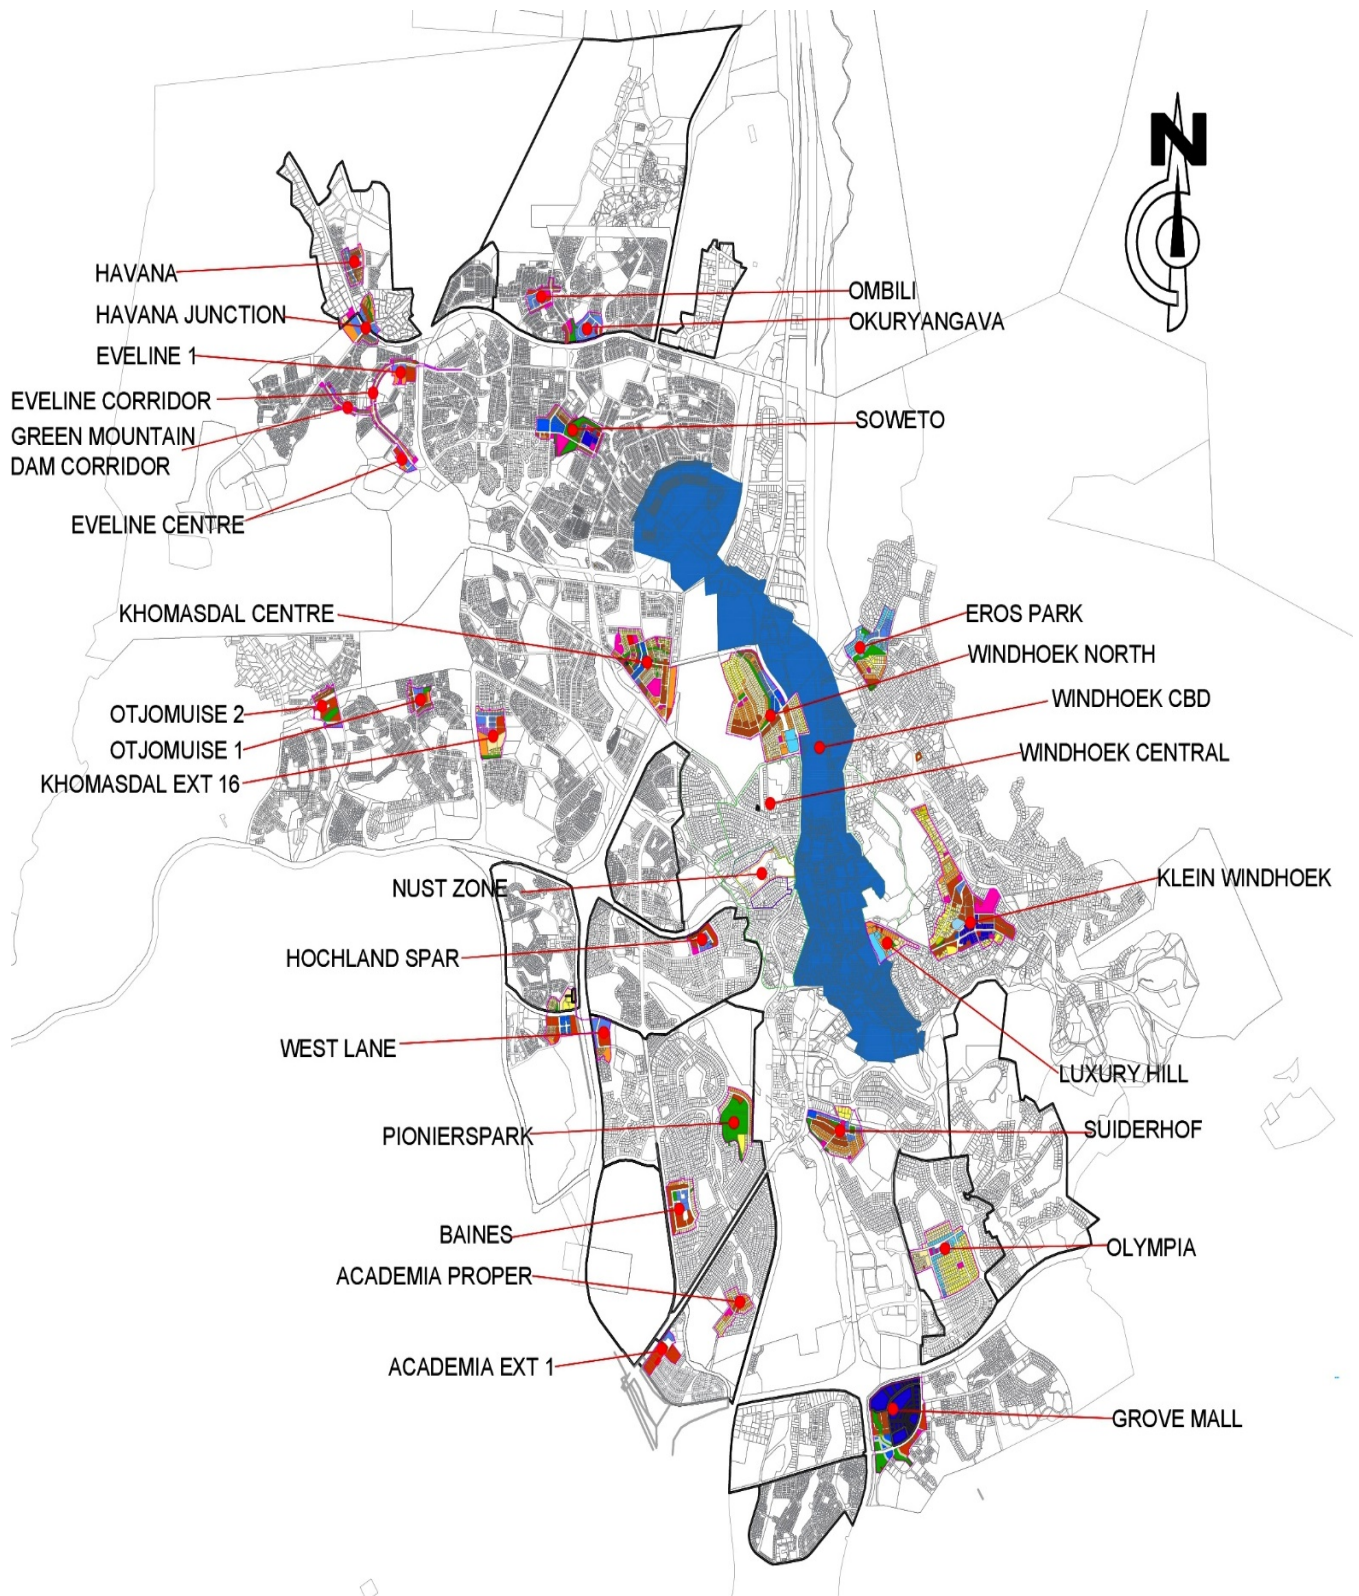 N
HAVANA
HAVANA JUNCTION
EVELINE 1
EVELINE CORRIDOR
GREEN MOUNTAIN
DAM CORRIDOR
EVELINE CENTRE
OMBILI
OKURYANGAVA
SOWETO
KHOMASDAL CENTRE
OTJOMUISE 2
OTJOMUISE 1
KHOMASDAL EXT 16
EROS PARK
WINDHOEK NORTH
WINDHOEK CBD
WINDHOEK CENTRAL
NUST ZONE
KLEIN WINDHOEK
HOCHLAND SPAR
WEST LANE
LUXURY HILL
PIONIERSPARK
SUIDERHOF
BAINES
OLYMPIA
ACADEMIA PROPER
ACADEMIA EXT 1
GROVE MALL